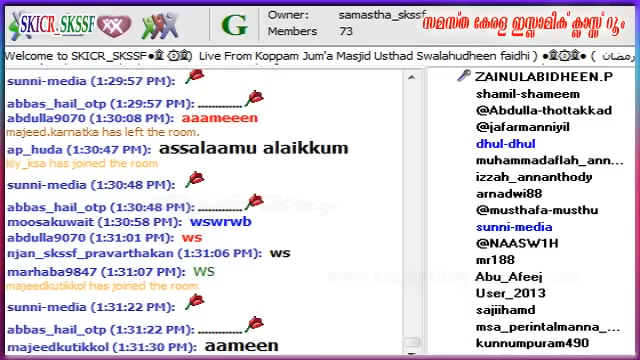 SKICR_SKSSF
G
Owner: samastha_skssf
Members 73
സമസ്ത കേരള ഇസ്ലാമിക് ക്ലാസ്സ് റൂം
Welcome to SKICR_SKSSF Live From Koppam Jum'a Masjid Usthad Swalahudheen faidhi ) رمضان )
sunni-media (1:29:57 PM):
abbas_hail_otp (1:29:57 PM): .............
abdulla9070 (1:30:08 PM): aaameeen
majeed.karnatka has left the room.
ap_huda (1:30:47 PM): assalaamu alaikkum
kly_ksa has joined the room
sunni-media (1:30:48 PM):
abbas_hail_otp (1:30:48 PM): .............
moosakuwait (1:30:58 PM): wswrwb
abdulla9070 (1:31:01 PM): ws
njan_skssf_pravarthakan (1:31:06 PM): ws
marhaba9847 (1:31:07 PM): WS
majeedkutikkol has joined the room
sunni-media (1:31:22 PM):
abbas_hail_otp (1:31:22 PM): .............
majeedkutikkol (1:31:30 PM): aameen
ZAINULABIDHEEN.P
shamil-shameem
@Abdulla-thottakkad
@jafarmanniyil
dhul-dhul
muhammadaflah_ann...
izzah_annanthody
arnadwi88
@musthafa-musthu
sunni-media
@NAASW1H
mr188
Abu_Afeej
User_2013
sajiihamd
msa_perintalmanna_...
kunnumpuram490